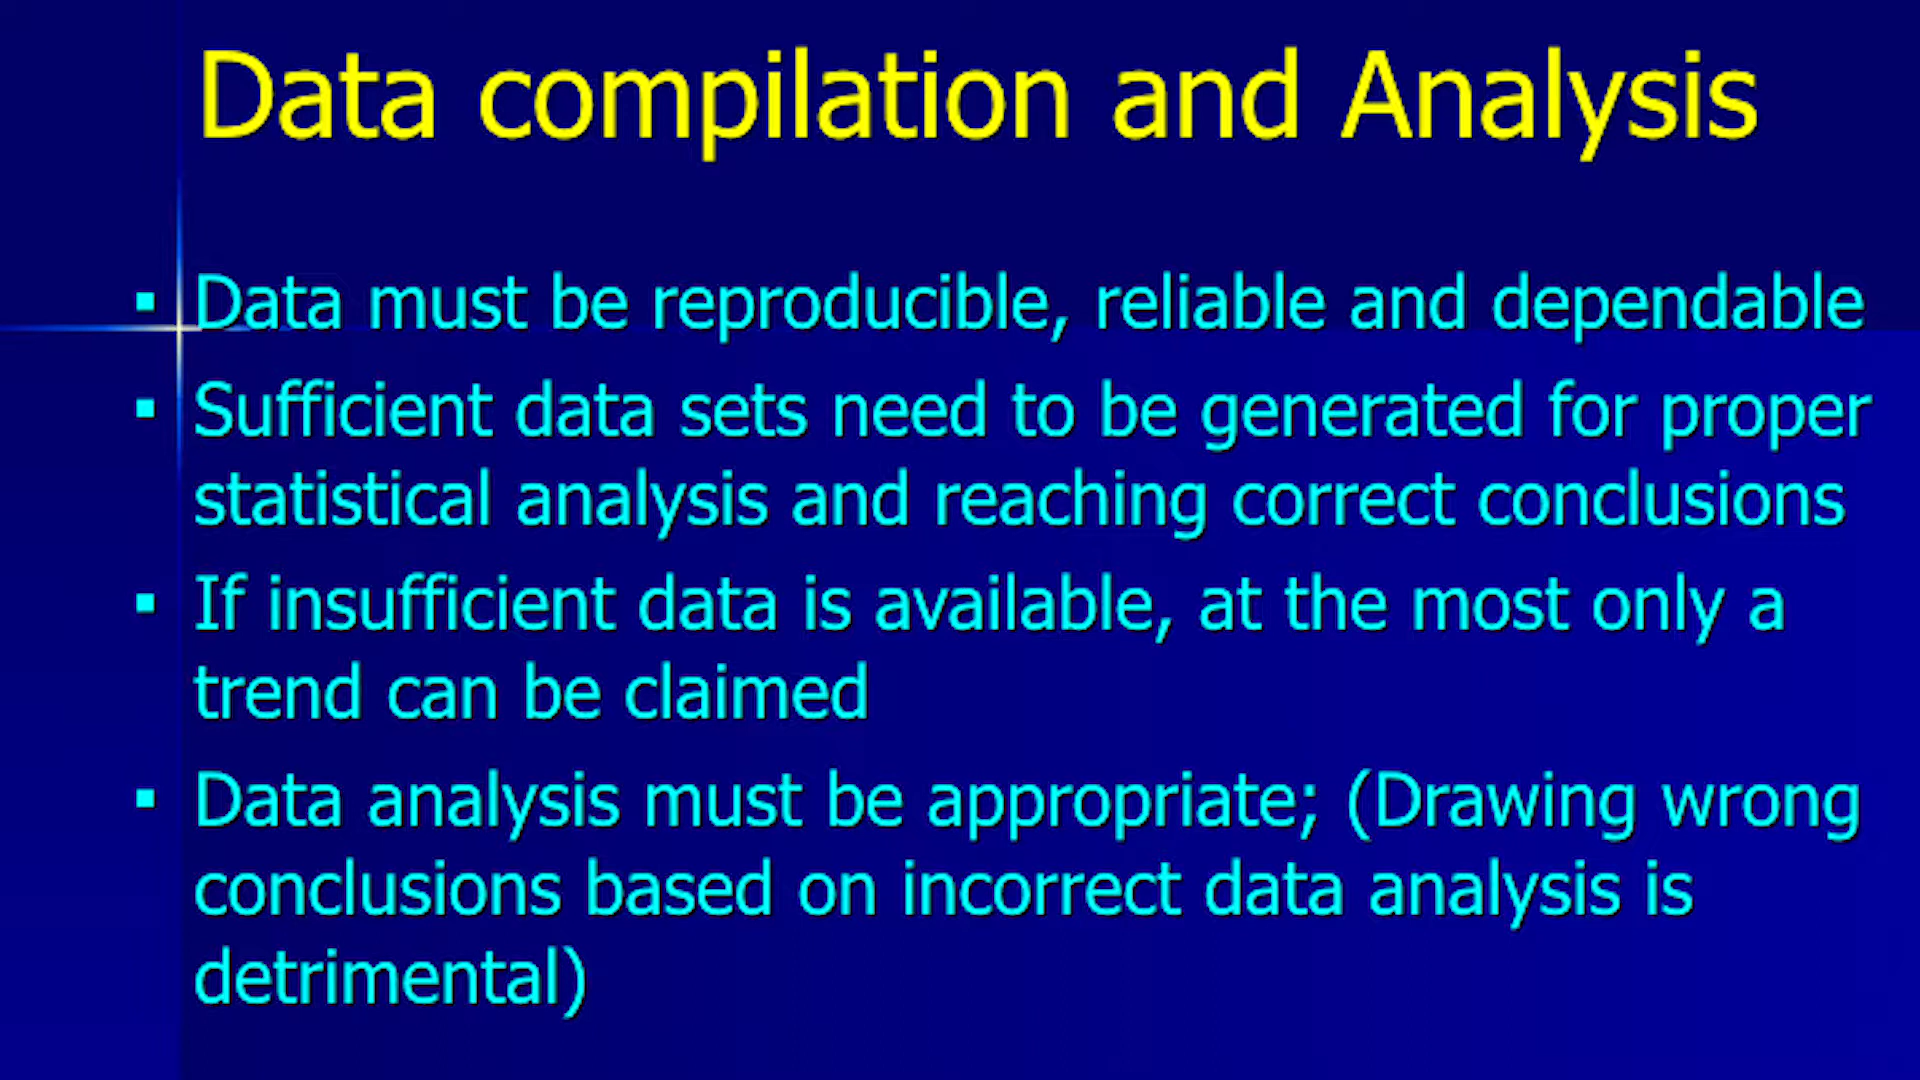 Data compilation and Analysis
▪ Data must be reproducible, reliable and dependable
▪ Sufficient data sets need to be generated for proper
statistical analysis and reaching correct conclusions
▪ If insufficient data is available, at the most only a
trend can be claimed
▪ Data analysis must be appropriate; (Drawing wrong
conclusions based on incorrect data analysis is
detrimental)